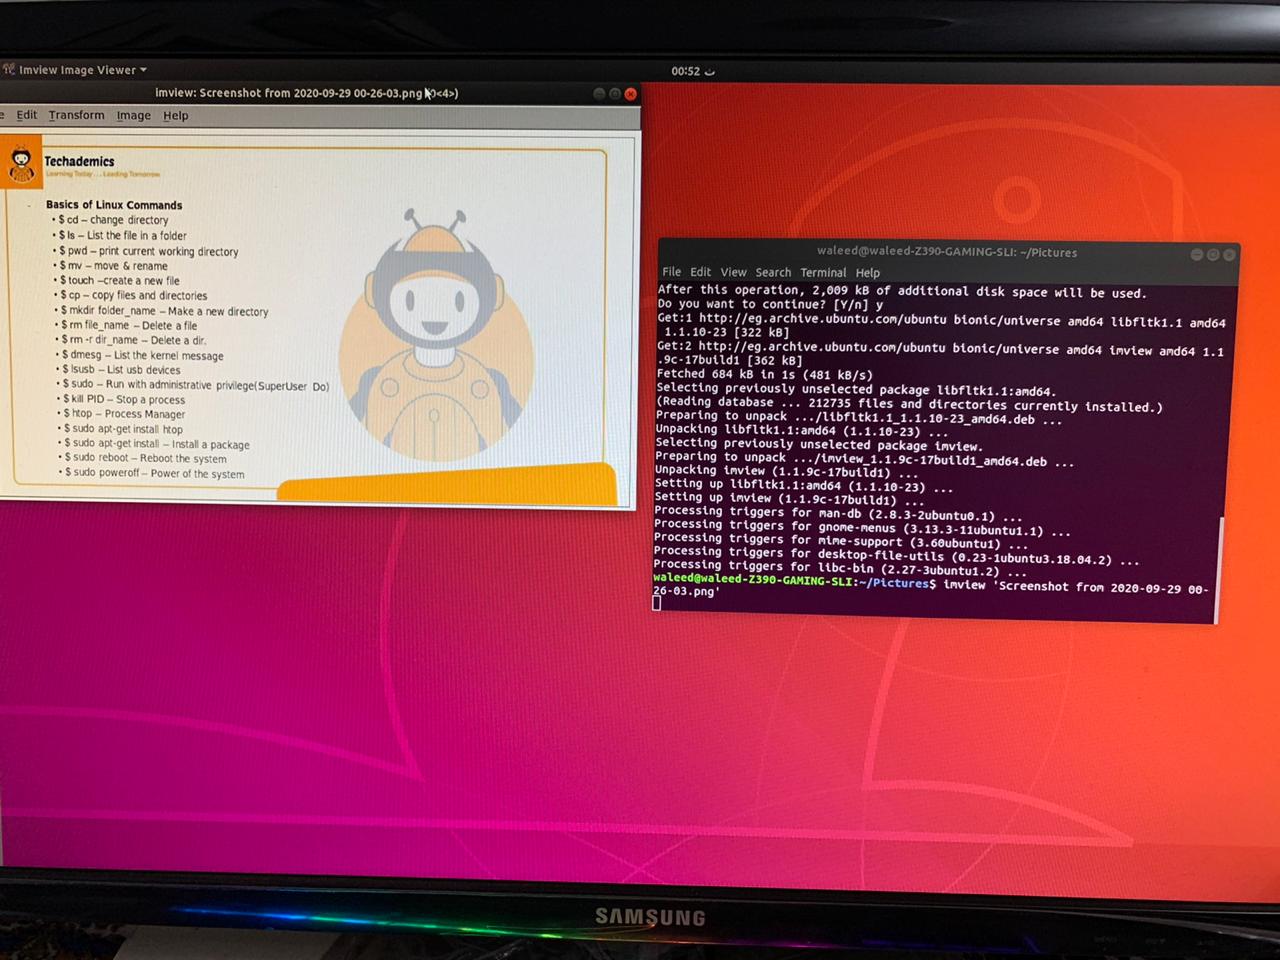 Imview Image Viewer
00:52 ث
imview: Screenshot from 2020-09-29 00-26-03.png <4>)
Edit Transform Image Help
Techademics
Learning Today . . . Leading Tomorrow
Basics of Linux Commands
• $ cd – change directory
• $ ls – List the file in a folder
• $ pwd – print current working directory
• $ mv – move & rename
• $ touch –create a new file
• $ cp – copy files and directories
• $ mkdir folder_name – Make a new directory
• $ rm file_name – Delete a file
• $ rm -r dir_name – Delete a dir.
• $ dmesg – List the kernel message
• $ lsusb – List usb devices
• $ sudo – Run with administrative privilege(SuperUser Do)
• $ kill PID – Stop a process
• $ htop – Process Manager
• $ sudo apt-get install htop
• $ sudo apt-get install – Install a package
• $ sudo reboot – Reboot the system
• $ sudo poweroff – Power of the system
waleed@waleed-Z390-GAMING-SLI: ~/Pictures
File Edit View Search Terminal Help
After this operation, 2,009 kB of additional disk space will be used.
Do you want to continue? [Y/n] y
Get:1 http://eg.archive.ubuntu.com/ubuntu bionic/universe amd64 libfltk1.1 amd64
1.1.10-23 [322 kB]
Get:2 http://eg.archive.ubuntu.com/ubuntu bionic/universe amd64 imview amd64 1.1
.9c-17build1 [362 kB]
Fetched 684 kB in 1s (481 kB/s)
Selecting previously unselected package libfltk1.1:amd64.
(Reading database ... 212735 files and directories currently installed.)
Preparing to unpack .../libfltk1.1_1.1.10-23_amd64.deb ...
Unpacking libfltk1.1:amd64 (1.1.10-23) ...
Selecting previously unselected package imview.
Preparing to unpack .../imview_1.1.9c-17build1_amd64.deb ...
Unpacking imview (1.1.9c-17build1) ...
Setting up libfltk1.1:amd64 (1.1.10-23) ...
Setting up imview (1.1.9c-17build1) ...
Processing triggers for man-db (2.8.3-2ubuntu0.1) ...
Processing triggers for gnome-menus (3.13.3-11ubuntu1.1) ...
Processing triggers for mime-support (3.60ubuntu1) ...
Processing triggers for desktop-file-utils (0.23-1ubuntu3.18.04.2) ...
Processing triggers for libc-bin (2.27-3ubuntu1.2) ...
waleed@waleed-Z390-GAMING-SLI:~/Pictures$ imview 'Screenshot from 2020-09-29 00-
26-03.png'
SAMSUNG